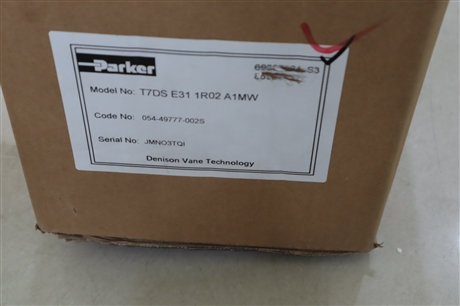 Parker
Model No: T7DS E31 1R02 A1MW
Code No: 054-49777-002S
Serial No: JMNO3TQI
Denison Vane Technology